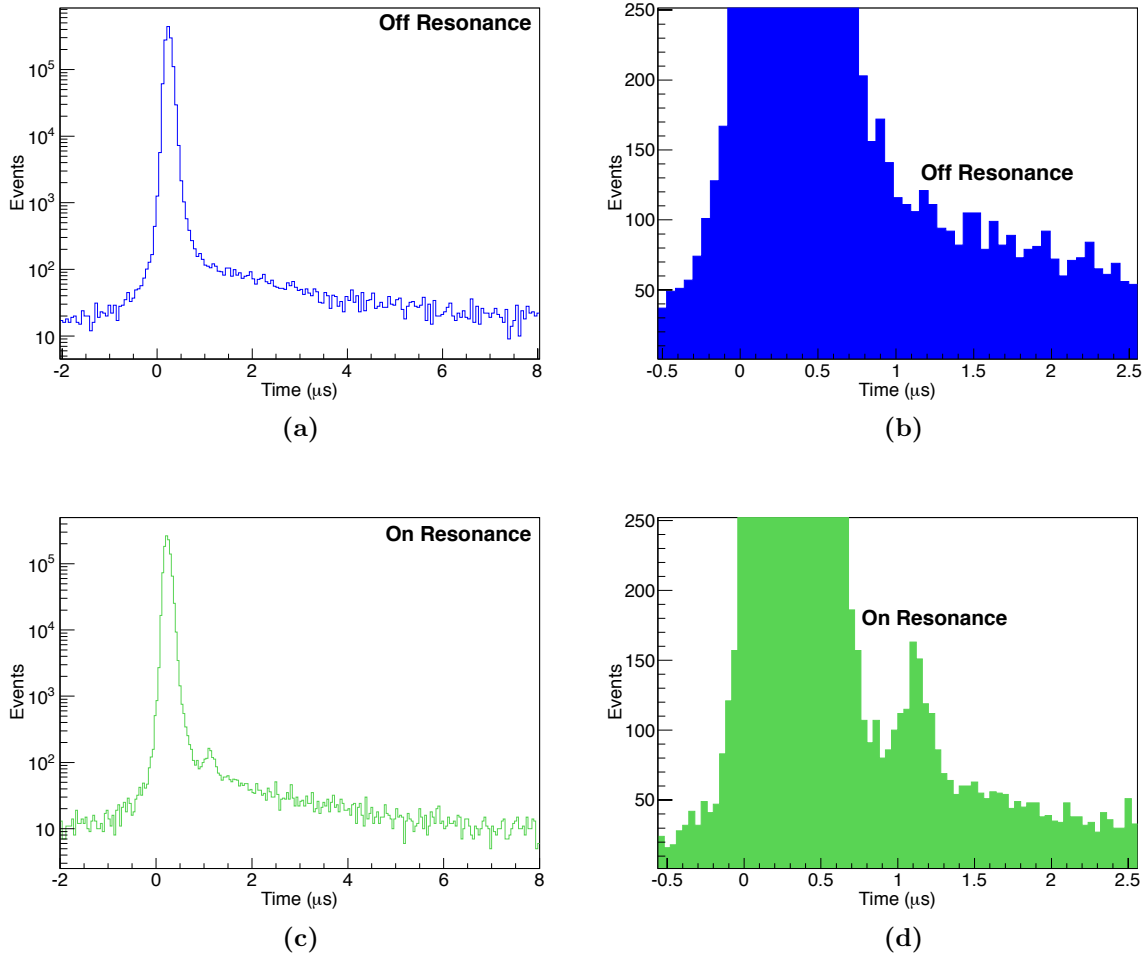 Off Resonance
10^5
10^4
10^3
10^2
10
Events
-2 0 2 4 6 8
Time (μs)
(a)
250
200
150
100
50
Events
Off Resonance
-0.5 0 0.5 1 1.5 2 2.5
Time (μs)
(b)
On Resonance
10^5
10^4
10^3
10^2
10
Events
-2 0 2 4 6 8
Time (μs)
(c)
250
200
150
100
50
Events
On Resonance
-0.5 0 0.5 1 1.5 2 2.5
Time (μs)
(d)